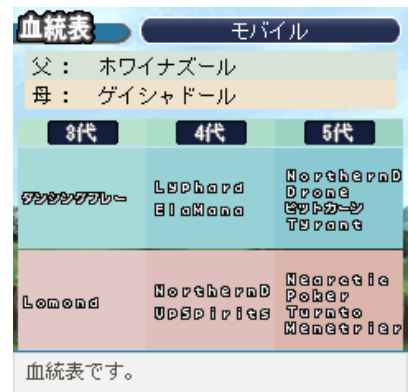 血統表 モバイル
父： ホワイナズール
母： ゲイシャドール
3代 4代 5代
ダンシングブレー
Lyphard
ElaMana
NorthernD
Drone
ピットカーン
Tyrant
Lomond
NorthernD
UpSpirits
Nearctic
Poker
Turnto
Menetrier
血統表です。